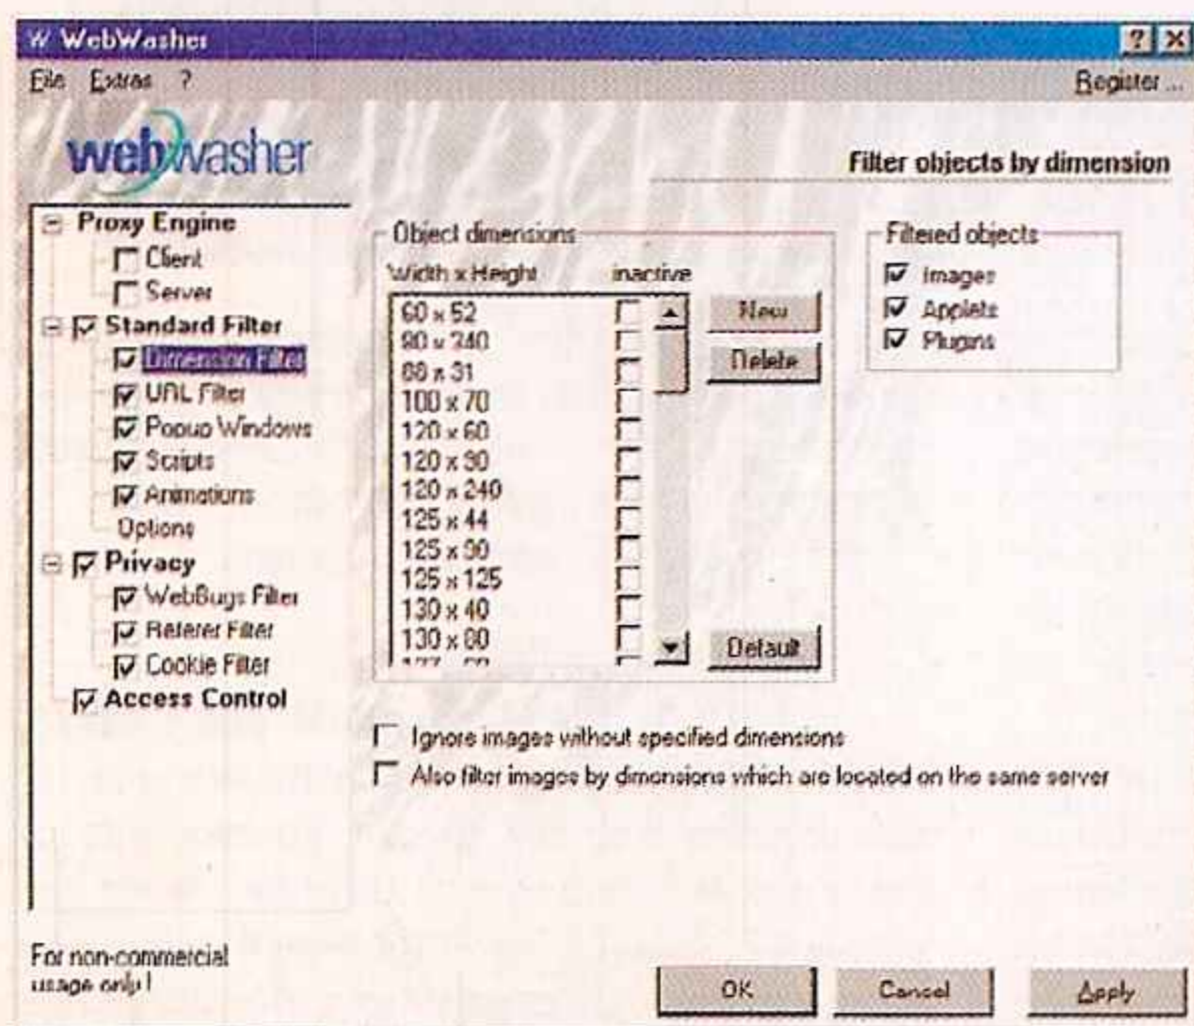 WebWasher
File Extras ?
Register ...
webwasher
Filter objects by dimension
Proxy Engine
Client
Server
Standard Filter
Dimension Filter
URL Filter
Popup Windows
Scripts
Animations
Options
Privacy
WebBugs Filter
Referer Filter
Cookie Filter
Access Control
Object dimensions
Width x Height inactive
60 x 52
88 x 31
100 x 70
120 x 60
120 x 90
120 x 240
125 x 44
125 x 90
125 x 125
130 x 40
130 x 80
New
Delete
Default
Filtered objects
Images
Applets
Plugins
Ignore images without specified dimensions
Also filter images by dimensions which are located on the same server
For non-commercial
usage only!
OK Cancel Apply